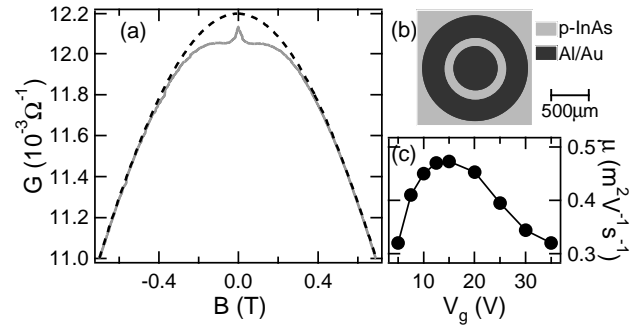 (a)
12.2
12.0
11.8
11.6
11.4
11.2
11.0
G (10⁻³Ω⁻¹)
-0.4
0.0
0.4
B (T)
(b)
p-InAs
Al/Au
500μm
(c)
0.5
0.4
0.3
μ (m²V⁻¹s⁻¹)
10
20
30
V_g (V)